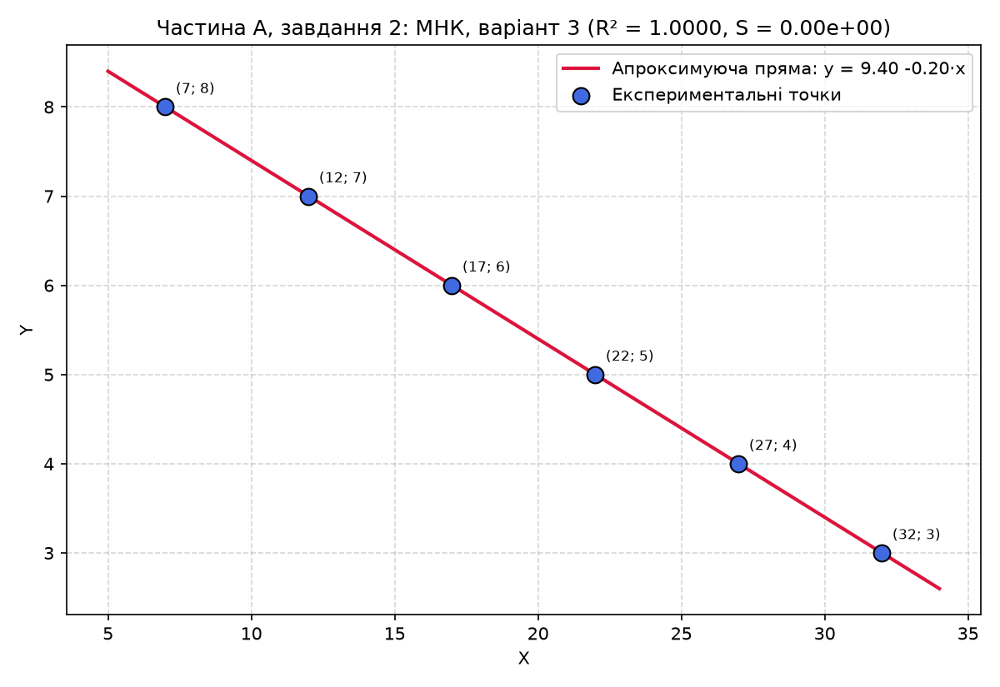 Частина А, завдання 2: МНК, варіант 3 (R² = 1.0000, S = 0.00e+00)
Апроксимуюча пряма: y = 9.40 -0.20·x
Експериментальні точки
(7; 8)
(12; 7)
(17; 6)
(22; 5)
(27; 4)
(32; 3)
8
7
6
5
4
3
Y
5 10 15 20 25 30 35
X